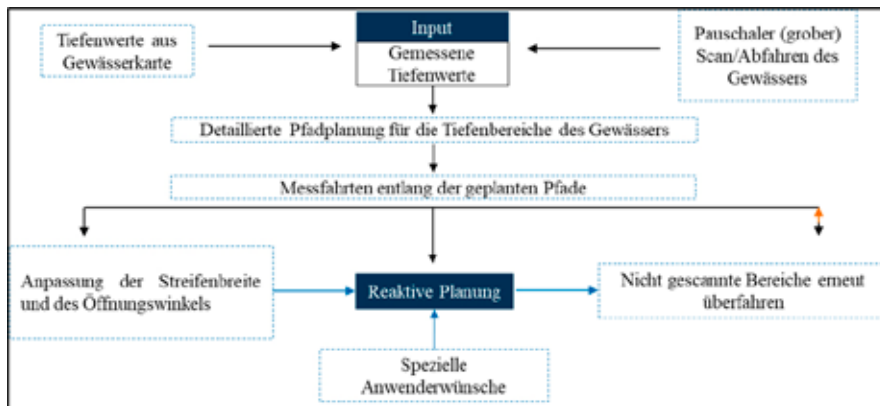 Tiefenwerte aus
Gewässerkarte
Input
Gemessene
Tiefenwerte
Pauschaler (grober)
Scan/Abfahren des
Gewässers
Detaillierte Pfadplanung für die Tiefenbereiche des Gewässers
Messfahrten entlang der geplanten Pfade
Anpassung der Streifenbreite
und des Öffnungswinkels
Reaktive Planung
Nicht gescannte Bereiche erneut
überfahren
Spezielle
Anwenderwünsche